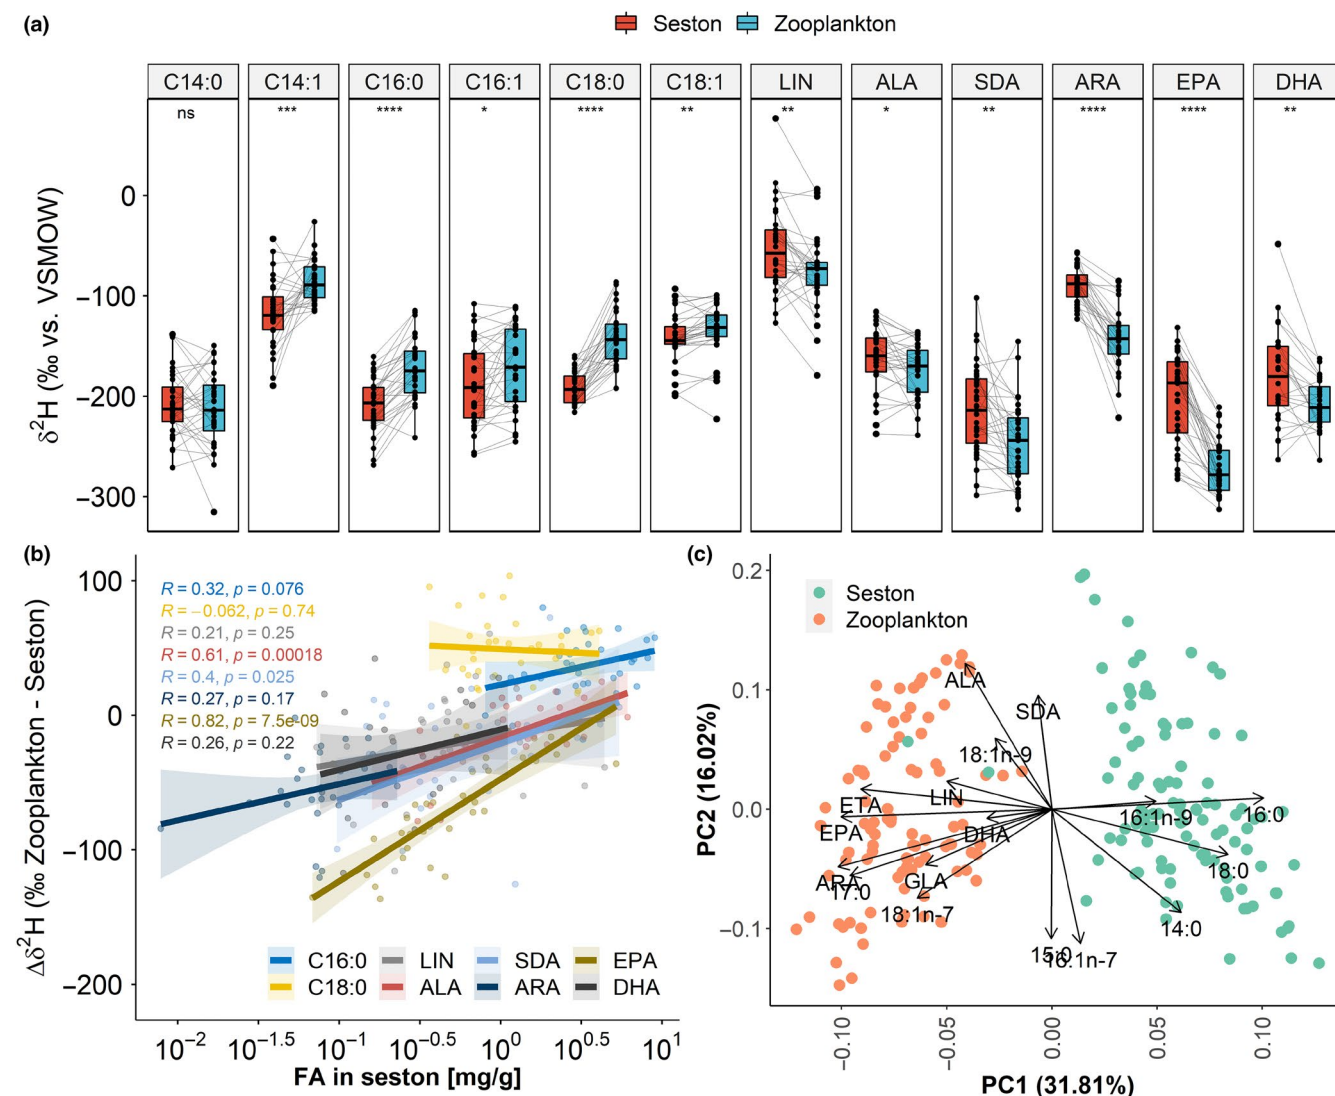 (a)
Seston Zooplankton
C14:0 C14:1 C16:0 C16:1 C18:0 C18:1 LIN ALA SDA ARA EPA DHA
ns *** **** * **** ** ** * ** **** **** **
δ²H (‰ vs. VSMOW)
0
−100
−200
−300
(b)
Δδ²H (‰ Zooplankton - Seston)
100
0
−100
−200
R = 0.32, p = 0.076
R = −0.062, p = 0.74
R = 0.21, p = 0.25
R = 0.61, p = 0.00018
R = 0.4, p = 0.025
R = 0.27, p = 0.17
R = 0.82, p = 7.5e-09
R = 0.26, p = 0.22
C16:0 LIN SDA EPA
C18:0 ALA ARA DHA
10⁻² 10⁻¹·⁵ 10⁻¹ 10⁻⁰·⁵ 10⁰ 10⁰·⁵ 10¹
FA in seston [mg/g]
(c)
PC2 (16.02%)
0.2
0.1
0.0
−0.1
Seston
Zooplankton
ALA
SDA
18:1n-9
LIN
ETA
16:1n-9
16:0
EPA
DHA
18:0
ARA
17:0
GLA
18:1n-7
14:0
15:0
16:1n-7
−0.10 −0.05 0.00 0.05 0.10
PC1 (31.81%)